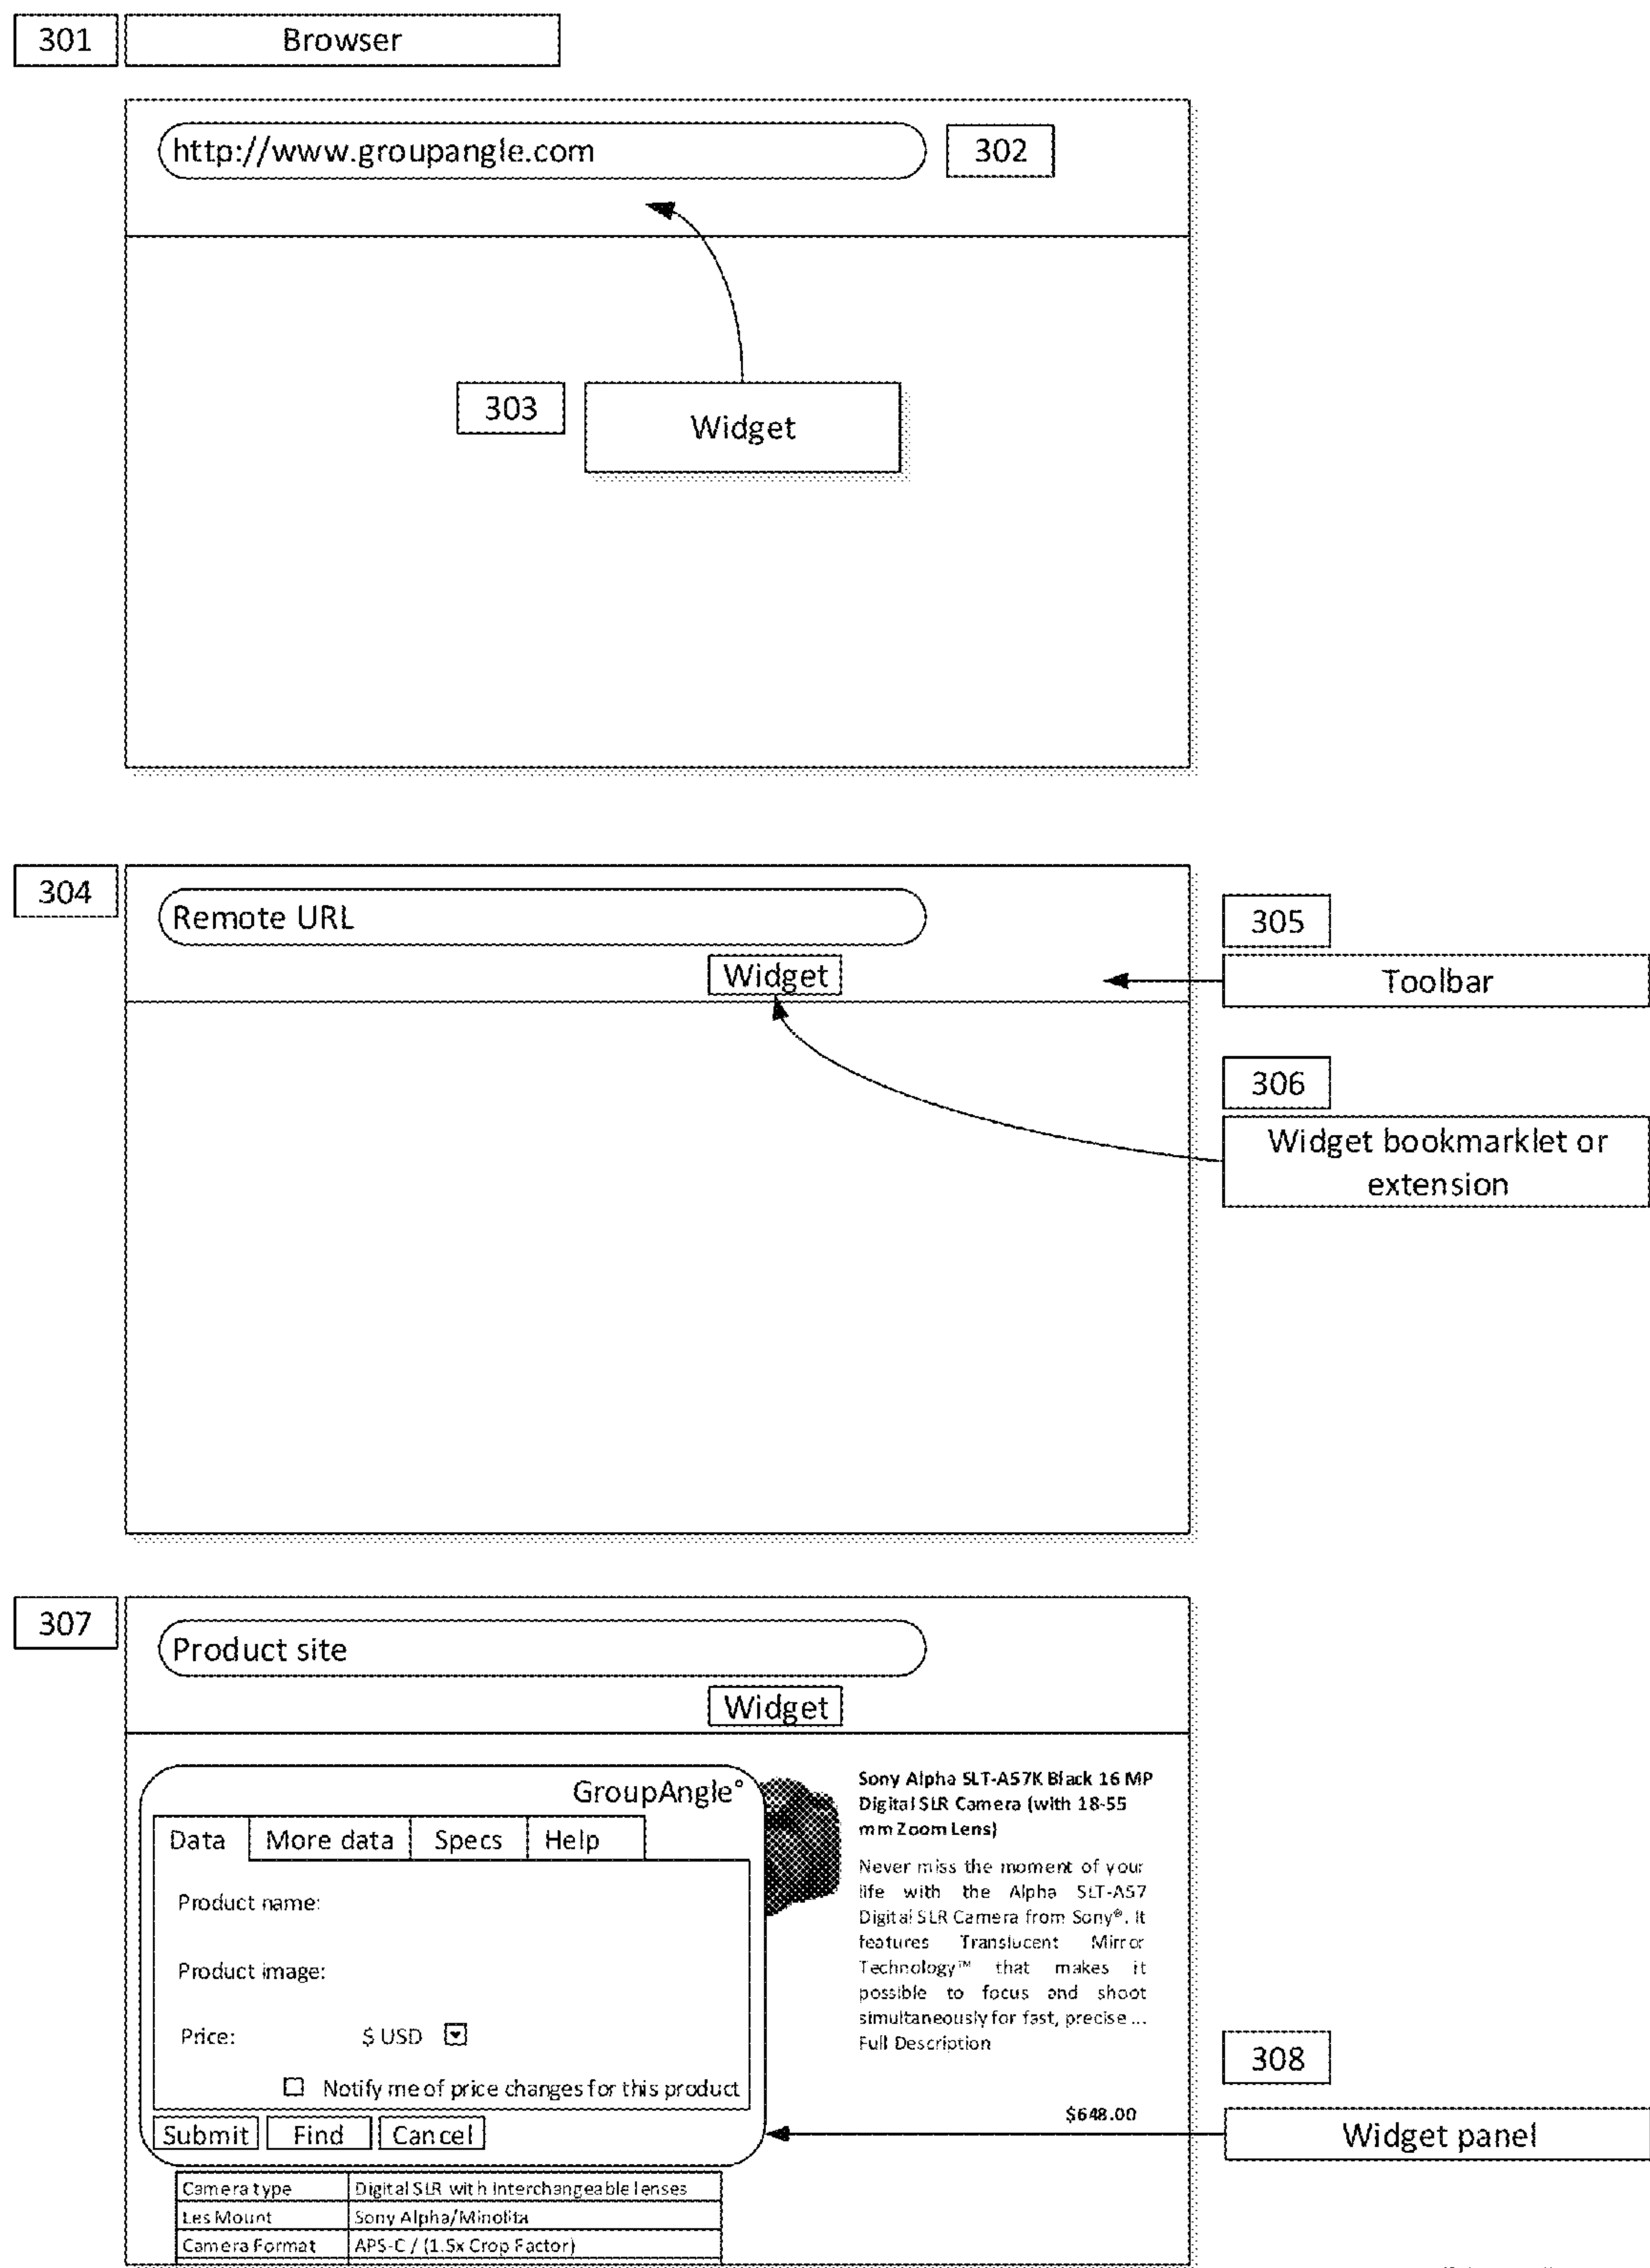 301 Browser
http://www.groupangle.com 302
303 Widget
304
Remote URL
Widget
305
Toolbar
306
Widget bookmarklet or
extension
307
Product site
Widget
GroupAngle°
Data More data Specs Help
Product name:
Product image:
Price: $ USD
Notify me of price changes for this product
Submit Find Cancel
Sony Alpha SLT-A57K Black 16 MP
Digital SLR Camera (with 18-55
mm Zoom Lens)
Never miss the moment of your
life with the Alpha SLT-A57
Digital SLR Camera from Sony®. It
features Translucent Mirror
Technology™ that makes it
possible to focus and shoot
simultaneously for fast, precise ...
Full Description
$648.00
308
Widget panel
Camera type Digital SLR with Interchangeable lenses
Les Mount Sony Alpha/Minolta
Camera Format APS-C / (1.5x Crop Factor)